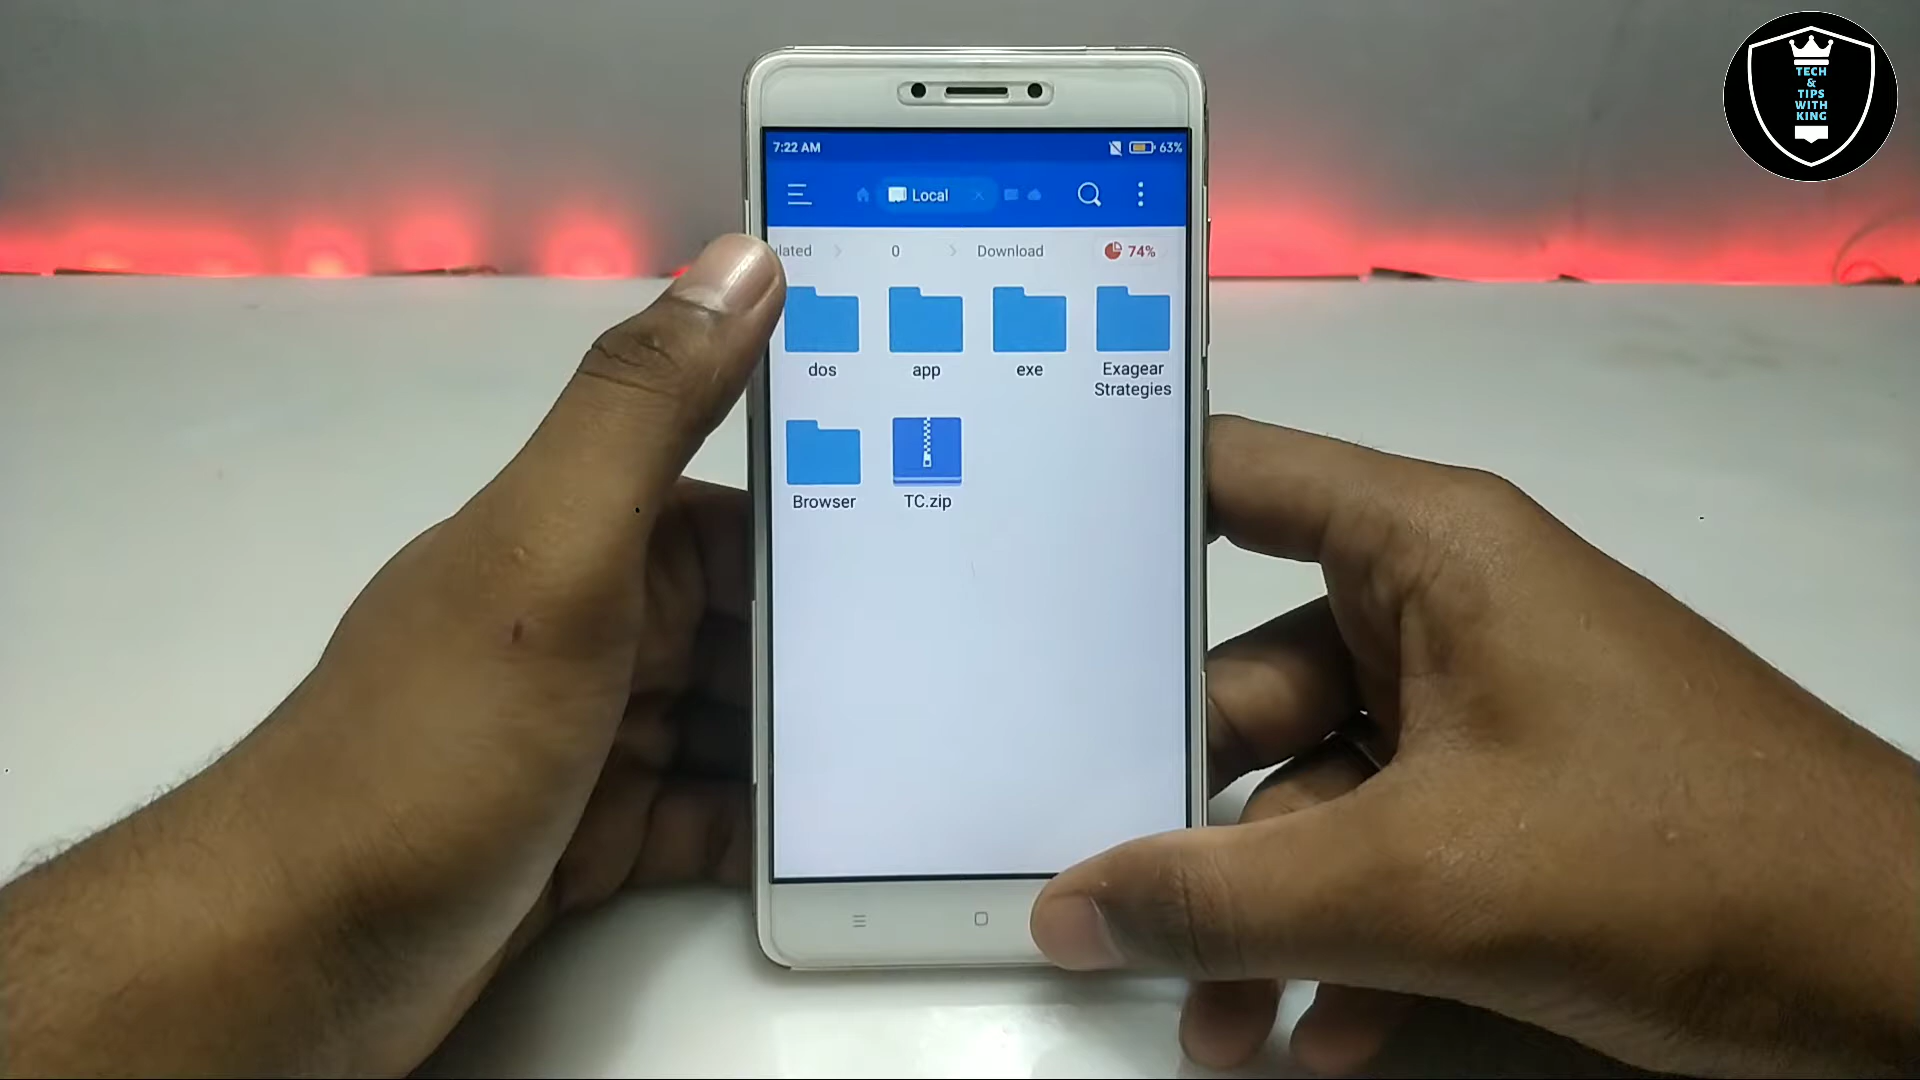 TECH
&
TIPS
WITH
KING
7:22 AM
63%
Local
ulated
0
Download
74%
dos
app
exe
Exagear
Strategies
Browser
TC.zip